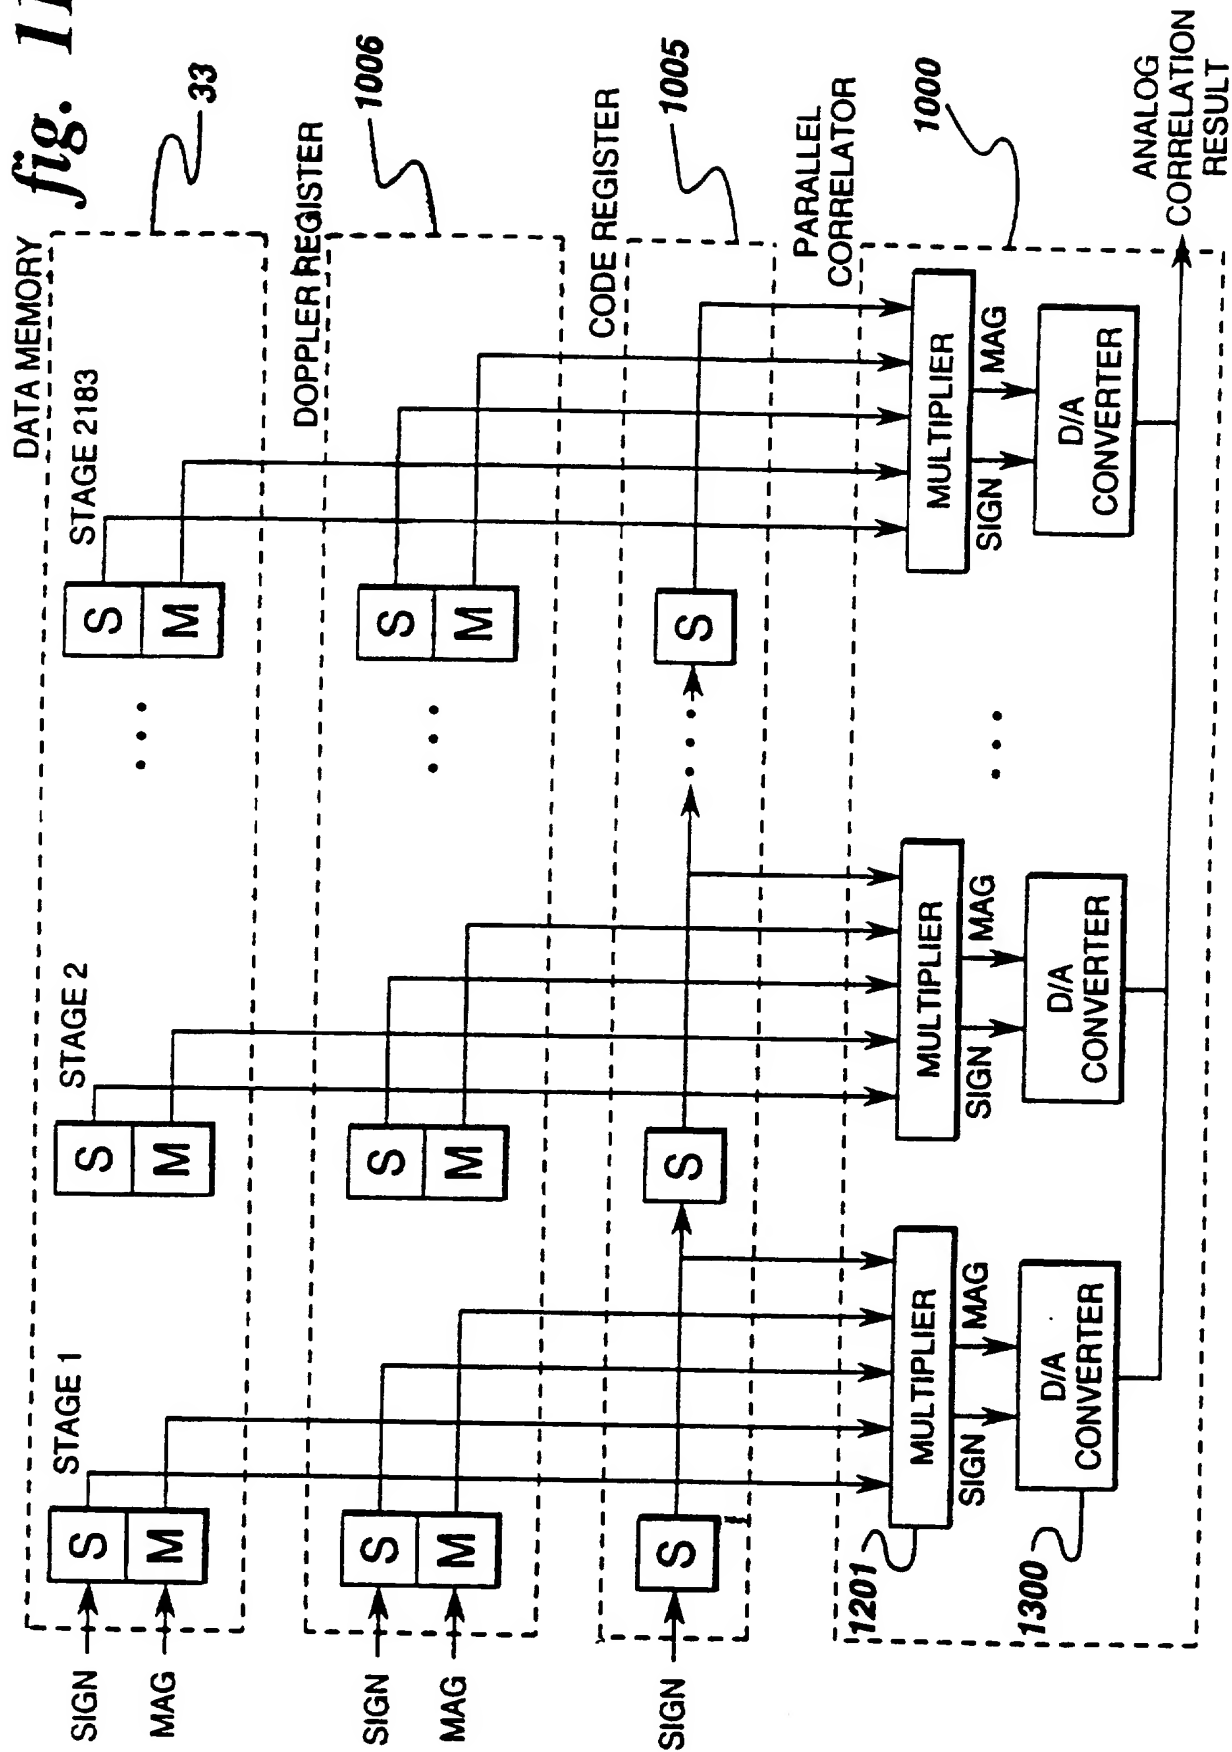 fig. 11
DATA MEMORY
33
STAGE 1
STAGE 2
STAGE 2183
SIGN
MAG
S
M
S
M
S
M
DOPPLER REGISTER
1006
SIGN
MAG
S
M
S
M
S
M
CODE REGISTER
1005
SIGN
S
S
S
PARALLEL
CORRELATOR
1000
1201
MULTIPLIER
MULTIPLIER
MULTIPLIER
SIGN
MAG
SIGN
MAG
SIGN
MAG
1300
D/A
CONVERTER
D/A
CONVERTER
D/A
CONVERTER
ANALOG
CORRELATION
RESULT